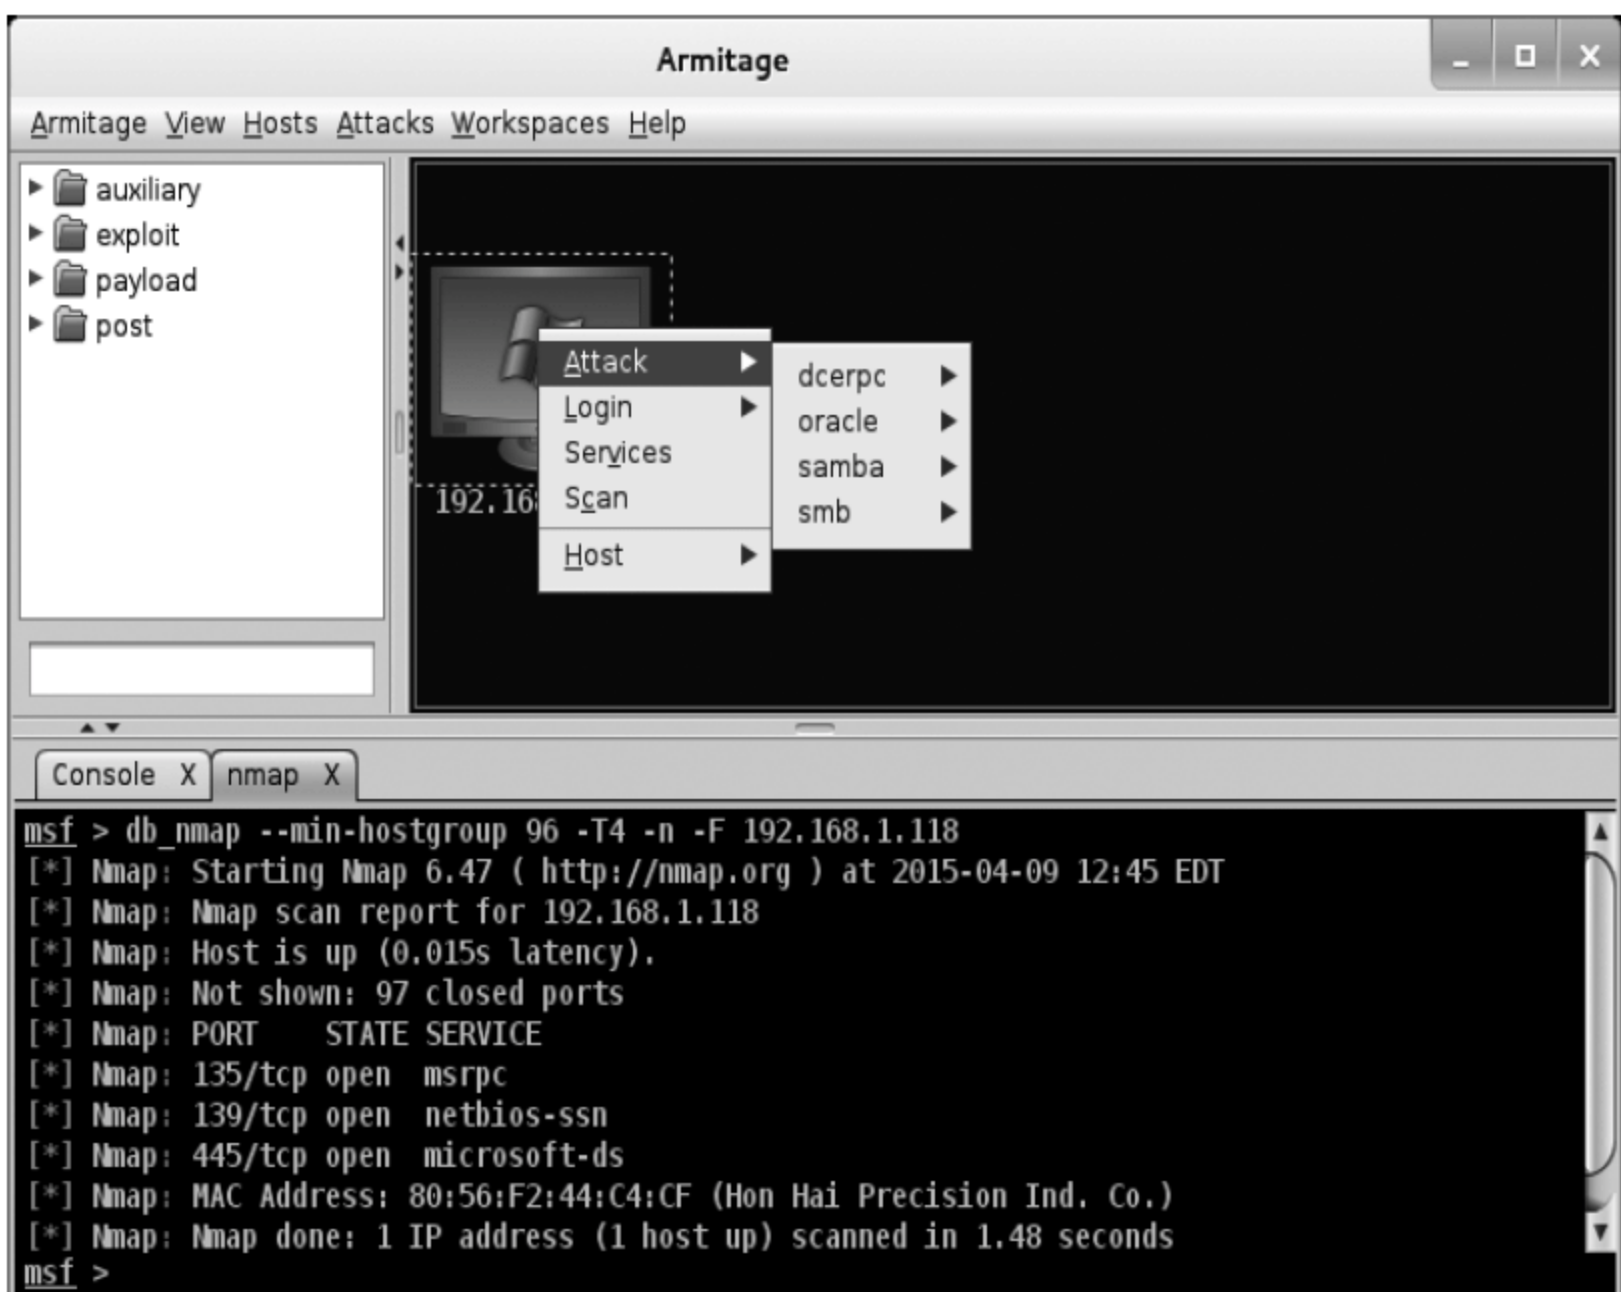 Armitage
Armitage View Hosts Attacks Workspaces Help
auxiliary
exploit
payload
post
192.16
Attack
Login
Services
Scan
Host
dcerpc
oracle
samba
smb
Console X nmap X
msf > db_nmap --min-hostgroup 96 -T4 -n -F 192.168.1.118
[*] Nmap: Starting Nmap 6.47 ( http://nmap.org ) at 2015-04-09 12:45 EDT
[*] Nmap: Nmap scan report for 192.168.1.118
[*] Nmap: Host is up (0.015s latency).
[*] Nmap: Not shown: 97 closed ports
[*] Nmap: PORT    STATE SERVICE
[*] Nmap: 135/tcp open  msrpc
[*] Nmap: 139/tcp open  netbios-ssn
[*] Nmap: 445/tcp open  microsoft-ds
[*] Nmap: MAC Address: 80:56:F2:44:C4:CF (Hon Hai Precision Ind. Co.)
[*] Nmap: Nmap done: 1 IP address (1 host up) scanned in 1.48 seconds
msf >